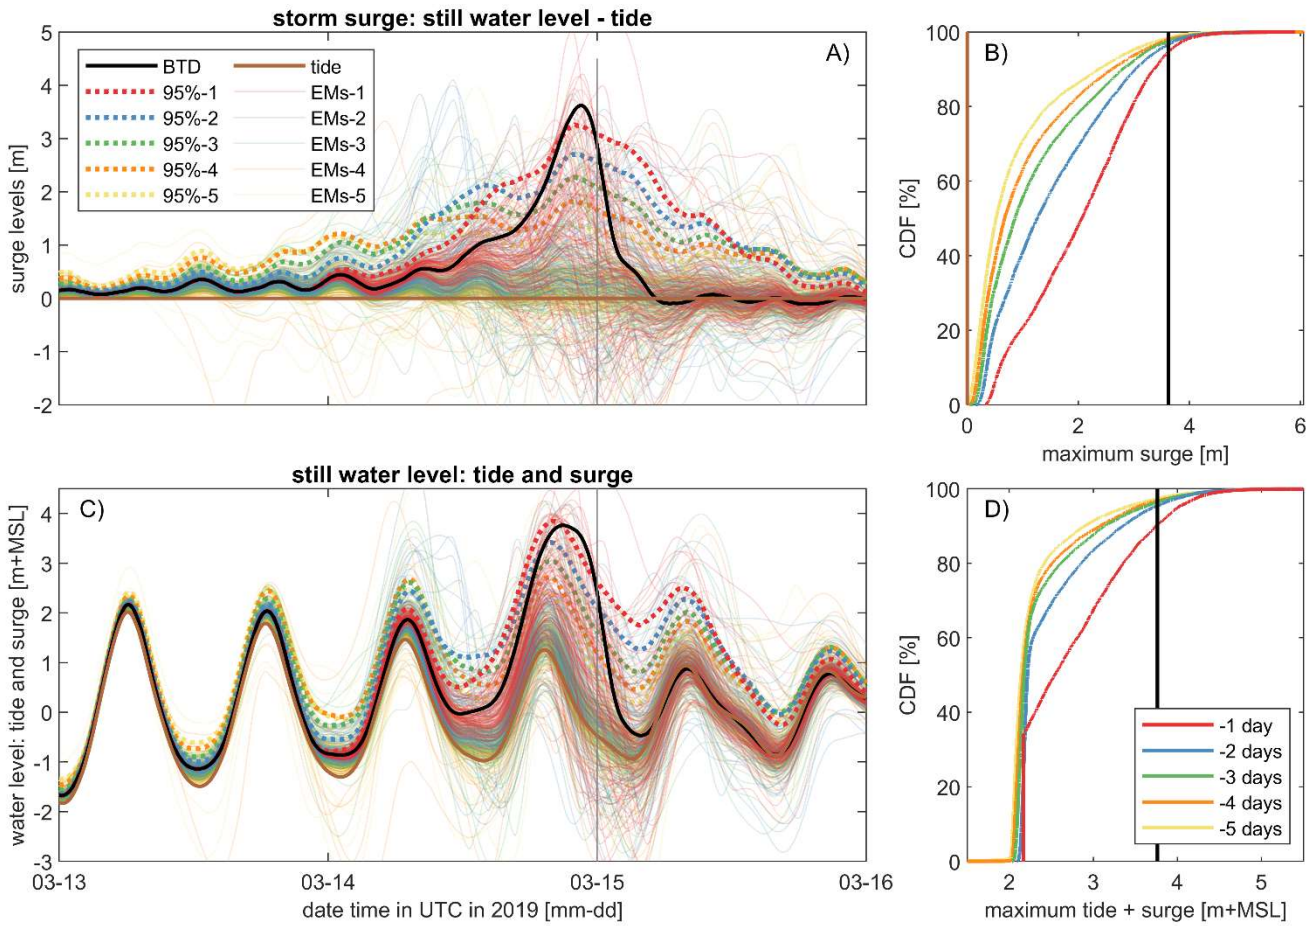 storm surge: still water level - tide
A)
surge levels [m]
5
4
3
2
1
0
-1
-2
BTD
95%-1
95%-2
95%-3
95%-4
95%-5
tide
EMs-1
EMs-2
EMs-3
EMs-4
EMs-5
B)
CDF [%]
100
80
60
40
20
0
0 2 4 6
maximum surge [m]
still water level: tide and surge
C)
water level: tide and surge [m+MSL]
4
3
2
1
0
-1
-2
-3
03-13 03-14 03-15 03-16
date time in UTC in 2019 [mm-dd]
D)
CDF [%]
100
80
60
40
20
0
-1 day
-2 days
-3 days
-4 days
-5 days
2 3 4 5
maximum tide + surge [m+MSL]